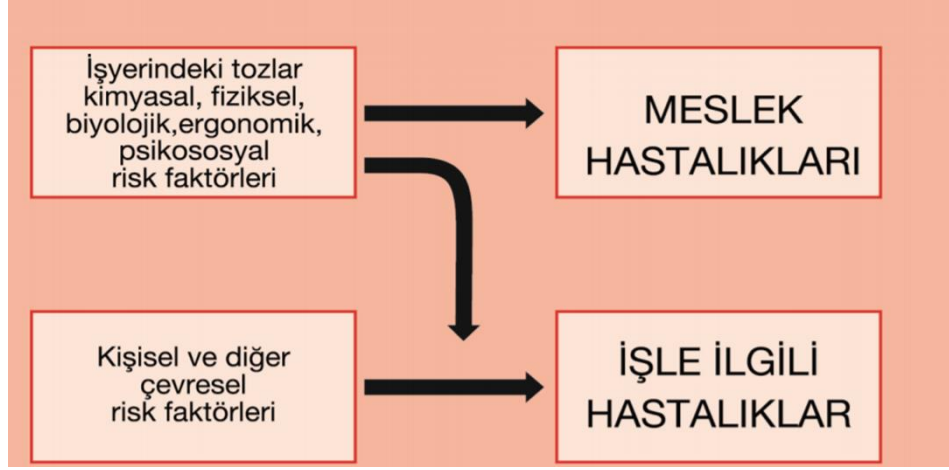 İşyerindeki tozlar
kimyasal, fiziksel,
biyolojik,ergonomik,
psikososyal
risk faktörleri
MESLEK
HASTALIKLARI
Kişisel ve diğer
çevresel
risk faktörleri
İŞLE İLGİLİ
HASTALIKLAR